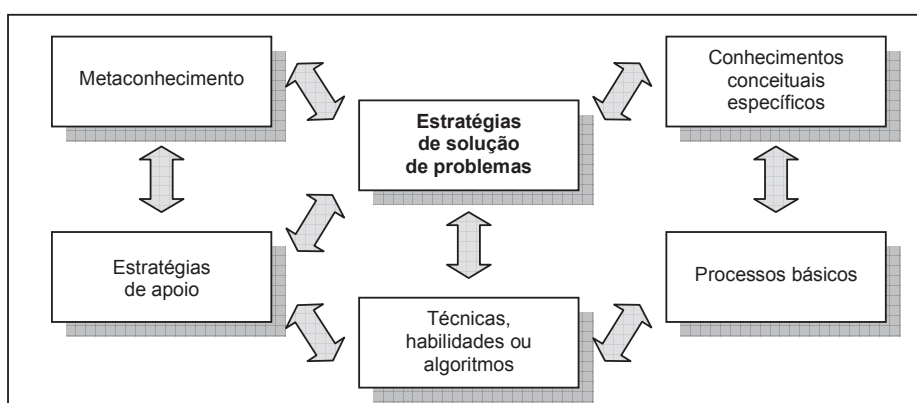 Metaconhecimento
Conhecimentos
conceituais
específicos
Estratégias
de solução
de problemas
Estratégias
de apoio
Processos básicos
Técnicas,
habilidades ou
algoritmos